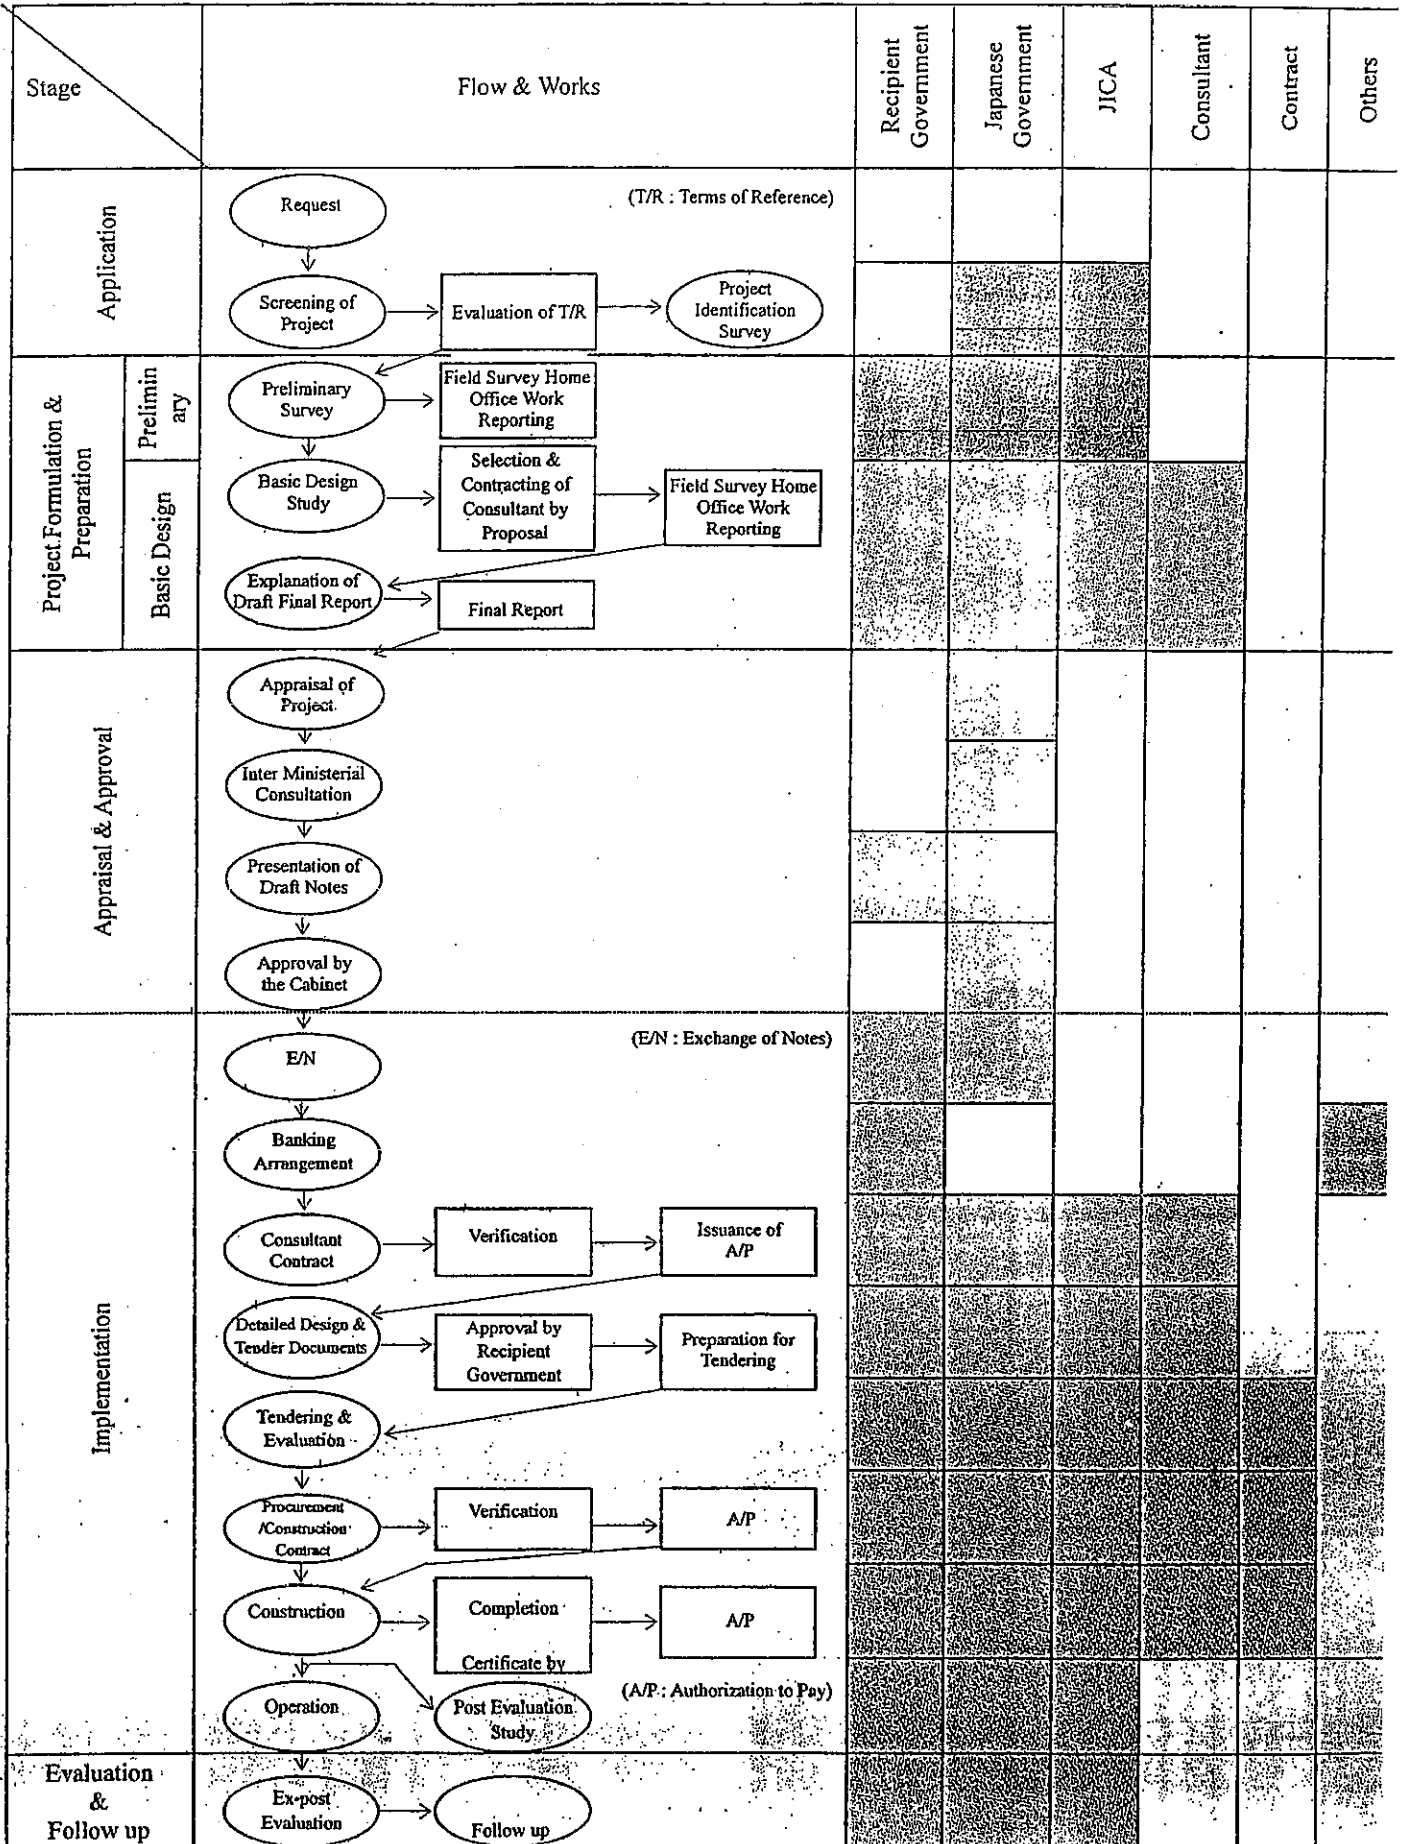 Stage
Flow & Works
Recipient
Government
Japanese
Government
JICA
Consultant
Contract
Others
Application
Request
(T/R : Terms of Reference)
Screening of
Project
Evaluation of T/R
Project
Identification
Survey
Project Formulation &
Preparation
Prelimin
ary
Preliminary
Survey
Field Survey Home
Office Work
Reporting
Basic Design
Basic Design
Study
Selection &
Contracting of
Consultant by
Proposal
Field Survey Home
Office Work
Reporting
Explanation of
Draft Final Report
Final Report
Appraisal & Approval
Appraisal of
Project
Inter Ministerial
Consultation
Presentation of
Draft Notes
Approval by
the Cabinet
Implementation
E/N
(E/N : Exchange of Notes)
Banking
Arrangement
Consultant
Contract
Verification
Issuance of
A/P
Detailed Design &
Tender Documents
Approval by
Recipient
Government
Preparation for
Tendering
Tendering &
Evaluation
Procurement
/Construction
Contract
Verification
A/P
Construction
Completion
Certificate by
A/P
Operation
Post Evaluation
Study
(A/P : Authorization to Pay)
Evaluation
&
Follow up
Ex-post
Evaluation
Follow up